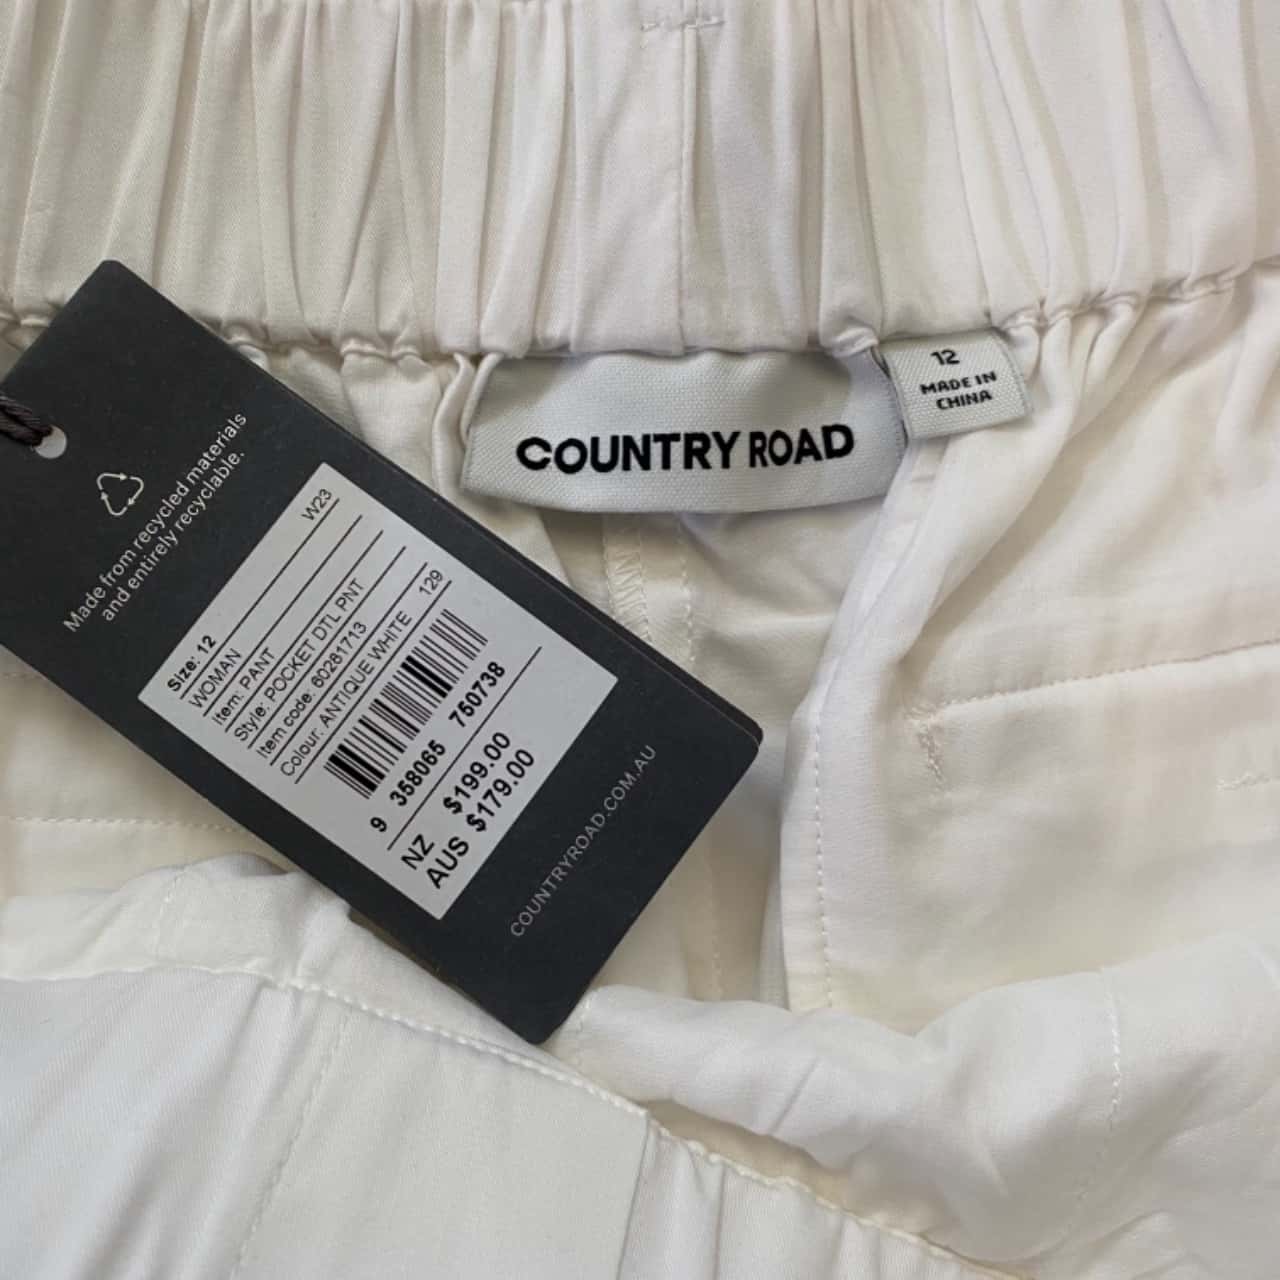 12
MADE IN
CHINA
COUNTRY ROAD
Made from recycled materials
and entirely recyclable.
W23
Size: 12
WOMAN
Item: PANT
Style: POCKET DTL PNT
Item code: 60281713
Colour: ANTIQUE WHITE 129
9 358065 750738
NZ $199.00
AUS $179.00
COUNTRYROAD.COM.AU